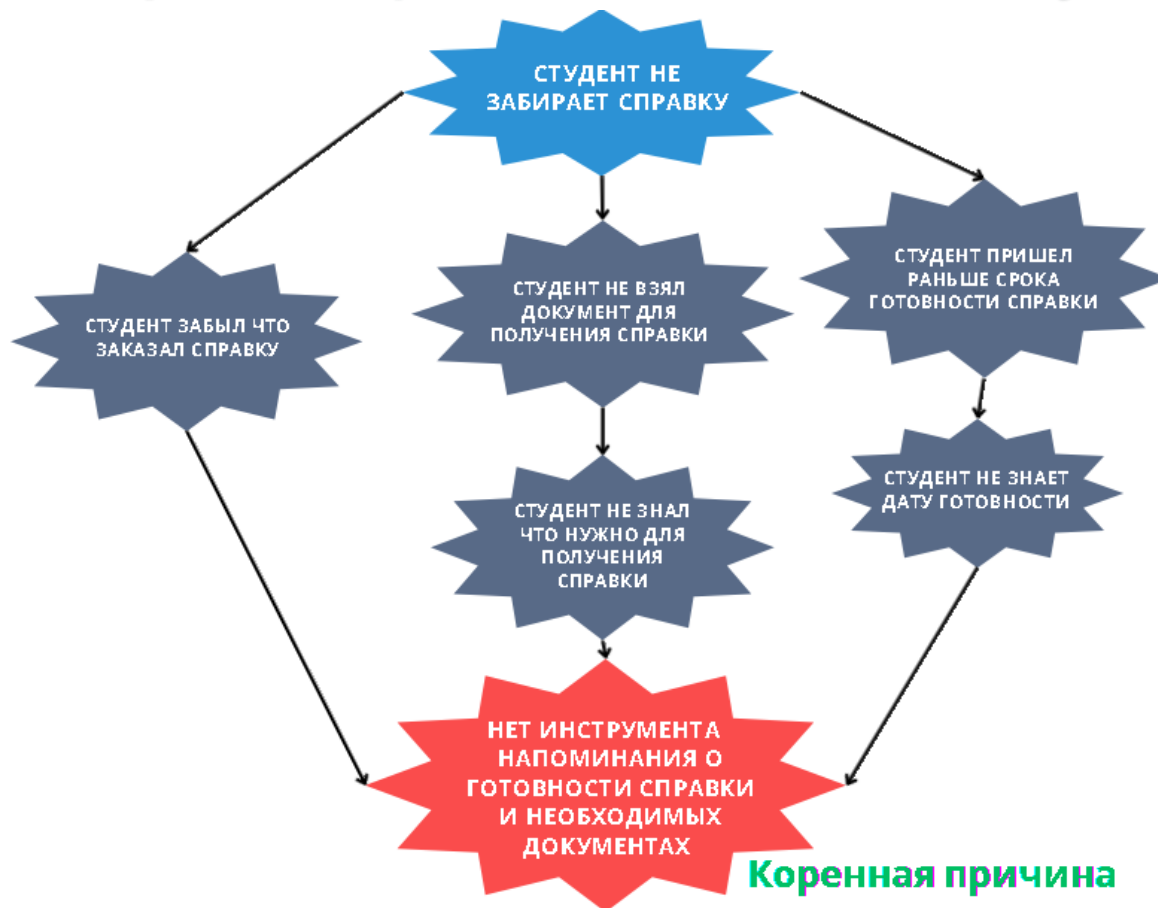 СТУДЕНТ НЕ
ЗАБИРАЕТ СПРАВКУ
СТУДЕНТ ЗАБЫЛ ЧТО
ЗАКАЗАЛ СПРАВКУ
СТУДЕНТ НЕ ВЗЯЛ
ДОКУМЕНТ ДЛЯ
ПОЛУЧЕНИЯ СПРАВКИ
СТУДЕНТ ПРИШЕЛ
РАНЬШЕ СРОКА
ГОТОВНОСТИ СПРАВКИ
СТУДЕНТ НЕ ЗНАЛ
ЧТО НУЖНО ДЛЯ
ПОЛУЧЕНИЯ
СПРАВКИ
СТУДЕНТ НЕ ЗНАЕТ
ДАТУ ГОТОВНОСТИ
НЕТ ИНСТРУМЕНТА
НАПОМИНАНИЯ О
ГОТОВНОСТИ СПРАВКИ
И НЕОБХОДИМЫХ
ДОКУМЕНТАХ
Коренная причина